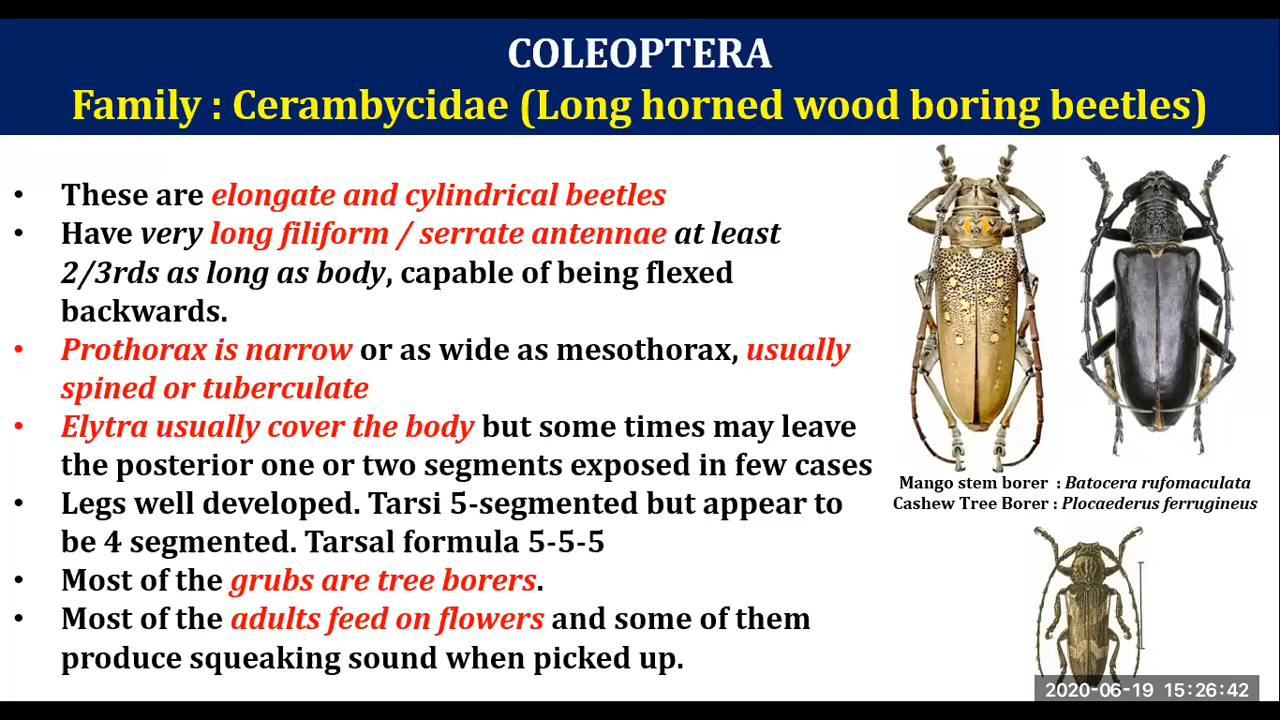 COLEOPTERA
Family : Cerambycidae (Long horned wood boring beetles)
• These are elongate and cylindrical beetles
• Have very long filiform / serrate antennae at least
2/3rds as long as body, capable of being flexed
backwards.
• Prothorax is narrow or as wide as mesothorax, usually
spined or tuberculate
• Elytra usually cover the body but some times may leave
the posterior one or two segments exposed in few cases
• Legs well developed. Tarsi 5-segmented but appear to
be 4 segmented. Tarsal formula 5-5-5
• Most of the grubs are tree borers.
• Most of the adults feed on flowers and some of them
produce squeaking sound when picked up.
Mango stem borer : Batocera rufomaculata
Cashew Tree Borer : Plocaederus ferrugineus
2020-06-19 15:26:42